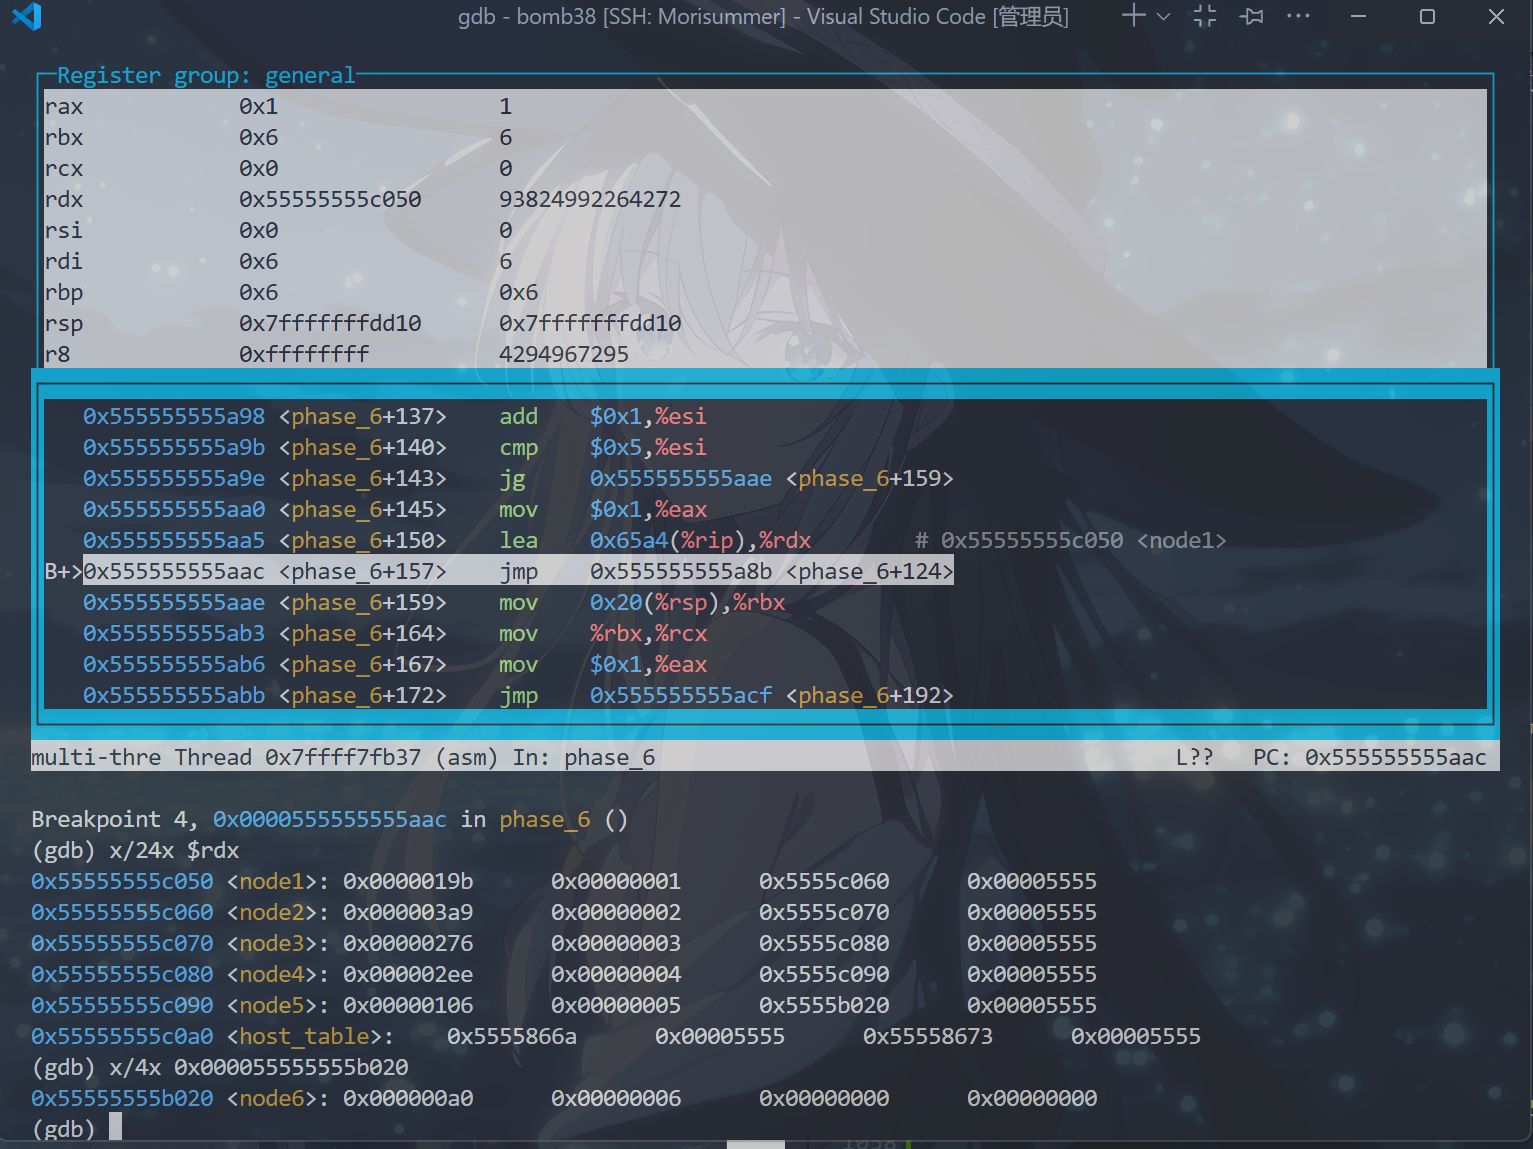 gdb - bomb38 [SSH: Morisummer] - Visual Studio Code [管理员]
Register group: general
rax 0x1 1
rbx 0x6 6
rcx 0x0 0
rdx 0x55555555c050 93824992264272
rsi 0x0 0
rdi 0x6 6
rbp 0x6 0x6
rsp 0x7fffffffdd10 0x7fffffffdd10
r8 0xffffffff 4294967295
0x555555555a98 <phase_6+137> add $0x1,%esi
0x555555555a9b <phase_6+140> cmp $0x5,%esi
0x555555555a9e <phase_6+143> jg 0x555555555aae <phase_6+159>
0x555555555aa0 <phase_6+145> mov $0x1,%eax
0x555555555aa5 <phase_6+150> lea 0x65a4(%rip),%rdx # 0x55555555c050 <node1>
B+>0x555555555aac <phase_6+157> jmp 0x555555555a8b <phase_6+124>
0x555555555aae <phase_6+159> mov 0x20(%rsp),%rbx
0x555555555ab3 <phase_6+164> mov %rbx,%rcx
0x555555555ab6 <phase_6+167> mov $0x1,%eax
0x555555555abb <phase_6+172> jmp 0x555555555acf <phase_6+192>
multi-thre Thread 0x7ffff7fb37 (asm) In: phase_6 L?? PC: 0x555555555aac
Breakpoint 4, 0x0000555555555aac in phase_6 ()
(gdb) x/24x $rdx
0x55555555c050 <node1>: 0x0000019b 0x00000001 0x5555c060 0x00005555
0x55555555c060 <node2>: 0x000003a9 0x00000002 0x5555c070 0x00005555
0x55555555c070 <node3>: 0x00000276 0x00000003 0x5555c080 0x00005555
0x55555555c080 <node4>: 0x000002ee 0x00000004 0x5555c090 0x00005555
0x55555555c090 <node5>: 0x00000106 0x00000005 0x5555b020 0x00005555
0x55555555c0a0 <host_table>: 0x5555866a 0x00005555 0x55558673 0x00005555
(gdb) x/4x 0x000055555555b020
0x55555555b020 <node6>: 0x000000a0 0x00000006 0x00000000 0x00000000
(gdb)